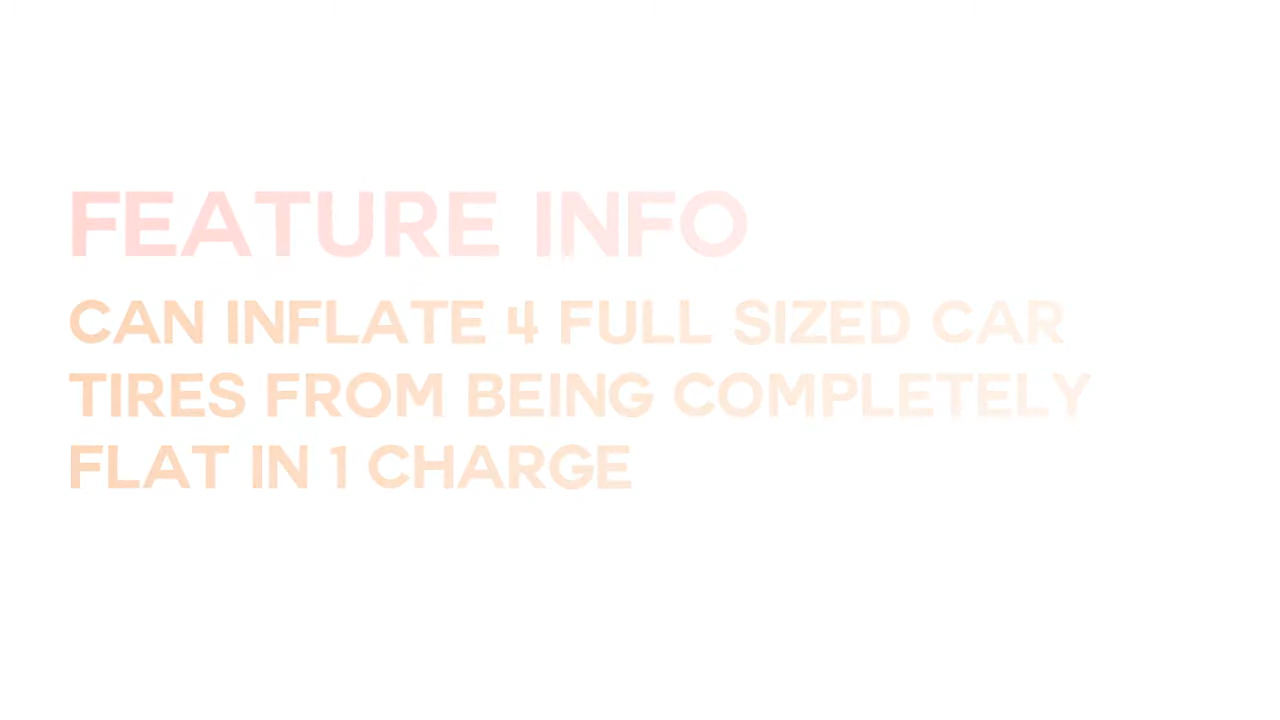 FEATURE INFO
CAN INFLATE 4 FULL SIZED CAR
TIRES FROM BEING COMPLETELY
FLAT IN 1 CHARGE